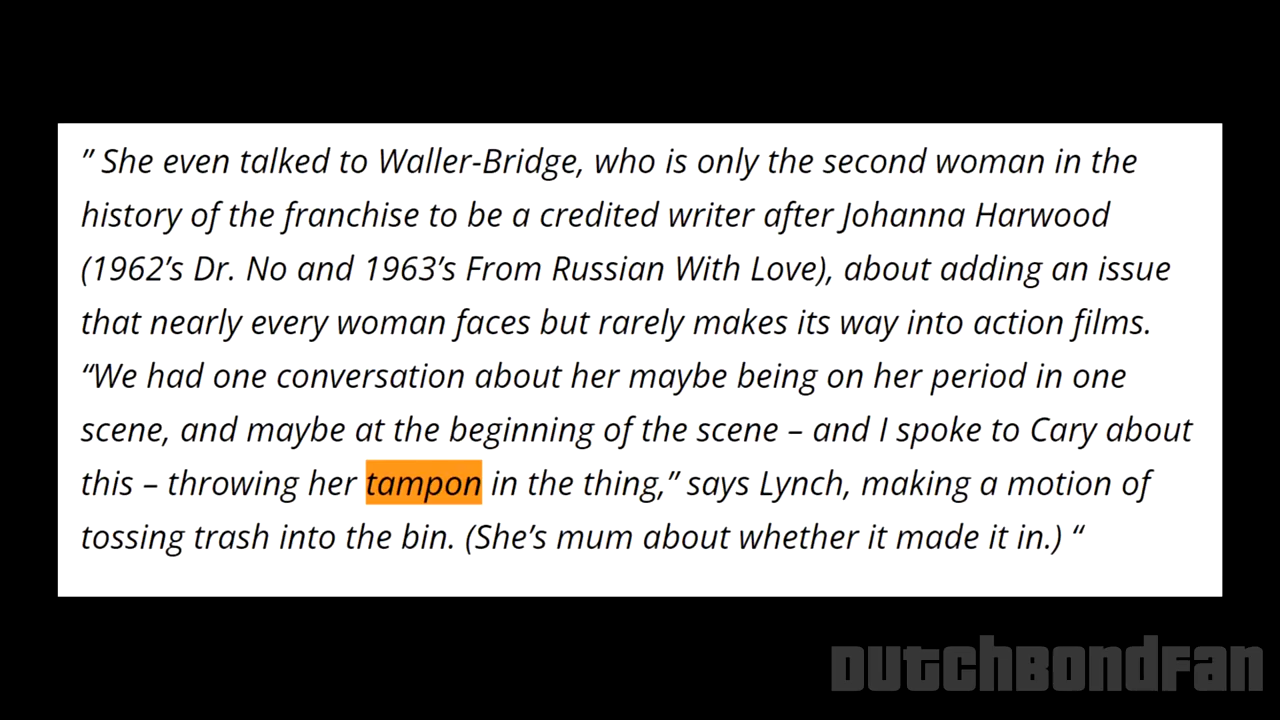 ” She even talked to Waller-Bridge, who is only the second woman in the
history of the franchise to be a credited writer after Johanna Harwood
(1962’s Dr. No and 1963’s From Russian With Love), about adding an issue
that nearly every woman faces but rarely makes its way into action films.
“We had one conversation about her maybe being on her period in one
scene, and maybe at the beginning of the scene – and I spoke to Cary about
this – throwing her tampon in the thing,” says Lynch, making a motion of
tossing trash into the bin. (She’s mum about whether it made it in.) “
DUTCHBONDFAN